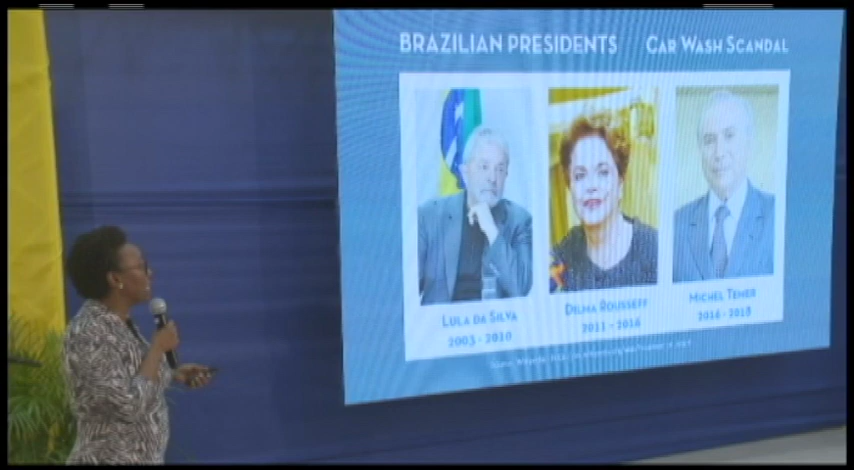 BRAZILIAN PRESIDENTS CAR WASH SCANDAL
LULA DA SILVA
2003 - 2010
DILMA ROUSSEFF
2011 - 2016
MICHEL TEMER
2016 - 2018